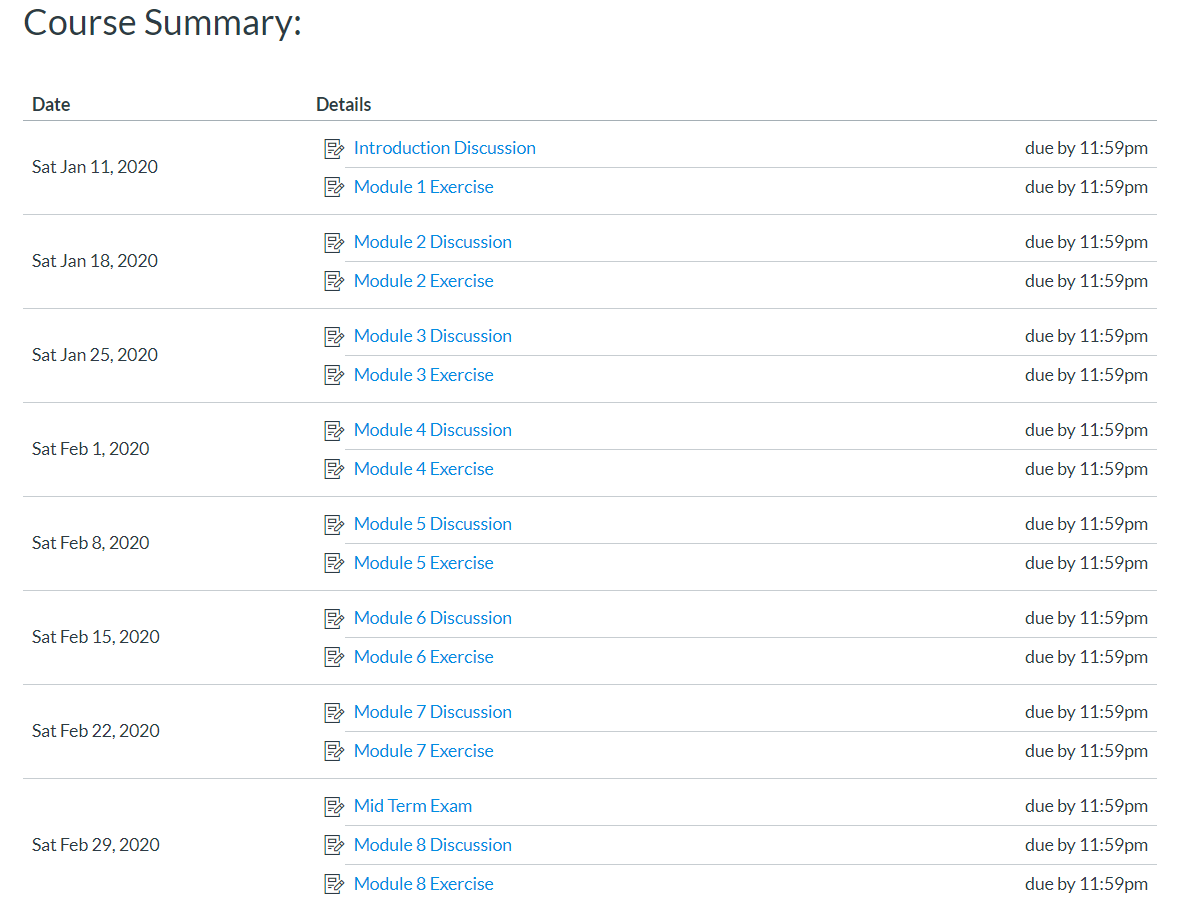 Course Summary:
Date Details
Sat Jan 11, 2020
Introduction Discussion due by 11:59pm
Module 1 Exercise due by 11:59pm
Sat Jan 18, 2020
Module 2 Discussion due by 11:59pm
Module 2 Exercise due by 11:59pm
Sat Jan 25, 2020
Module 3 Discussion due by 11:59pm
Module 3 Exercise due by 11:59pm
Sat Feb 1, 2020
Module 4 Discussion due by 11:59pm
Module 4 Exercise due by 11:59pm
Sat Feb 8, 2020
Module 5 Discussion due by 11:59pm
Module 5 Exercise due by 11:59pm
Sat Feb 15, 2020
Module 6 Discussion due by 11:59pm
Module 6 Exercise due by 11:59pm
Sat Feb 22, 2020
Module 7 Discussion due by 11:59pm
Module 7 Exercise due by 11:59pm
Sat Feb 29, 2020
Mid Term Exam due by 11:59pm
Module 8 Discussion due by 11:59pm
Module 8 Exercise due by 11:59pm